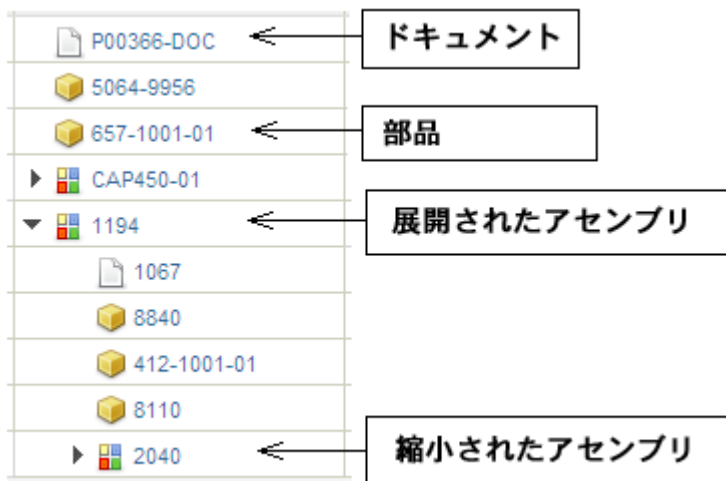 P00366-DOC
ドキュメント
5064-9956
657-1001-01
部品
CAP450-01
1194
展開されたアセンブリ
1067
8840
412-1001-01
8110
2040
縮小されたアセンブリ